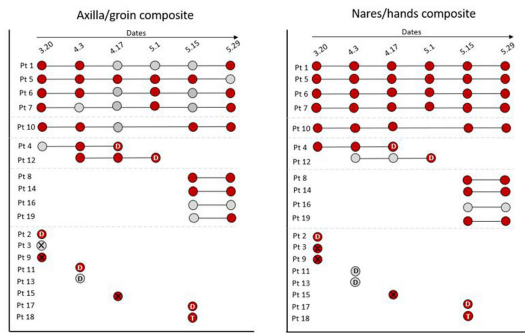 Axilla/groin composite
Dates
3.20 4.3 4.17 5.1 5.15 5.29
Pt 1
Pt 5
Pt 6
Pt 7
Pt 10
Pt 4 D
Pt 12 D
Pt 8
Pt 14
Pt 16
Pt 19
Pt 2 D
Pt 3 X
Pt 9 X
Pt 11 D
Pt 13 D
Pt 15 X
Pt 17 D
Pt 18 T
Nares/hands composite
Dates
3.20 4.3 4.17 5.1 5.15 5.29
Pt 1
Pt 5
Pt 6
Pt 7
Pt 10
Pt 4 D
Pt 12 D
Pt 8
Pt 14
Pt 16
Pt 19
Pt 2 D
Pt 3 X
Pt 9 X
Pt 11 D
Pt 13 D
Pt 15 X
Pt 17 D
Pt 18 T